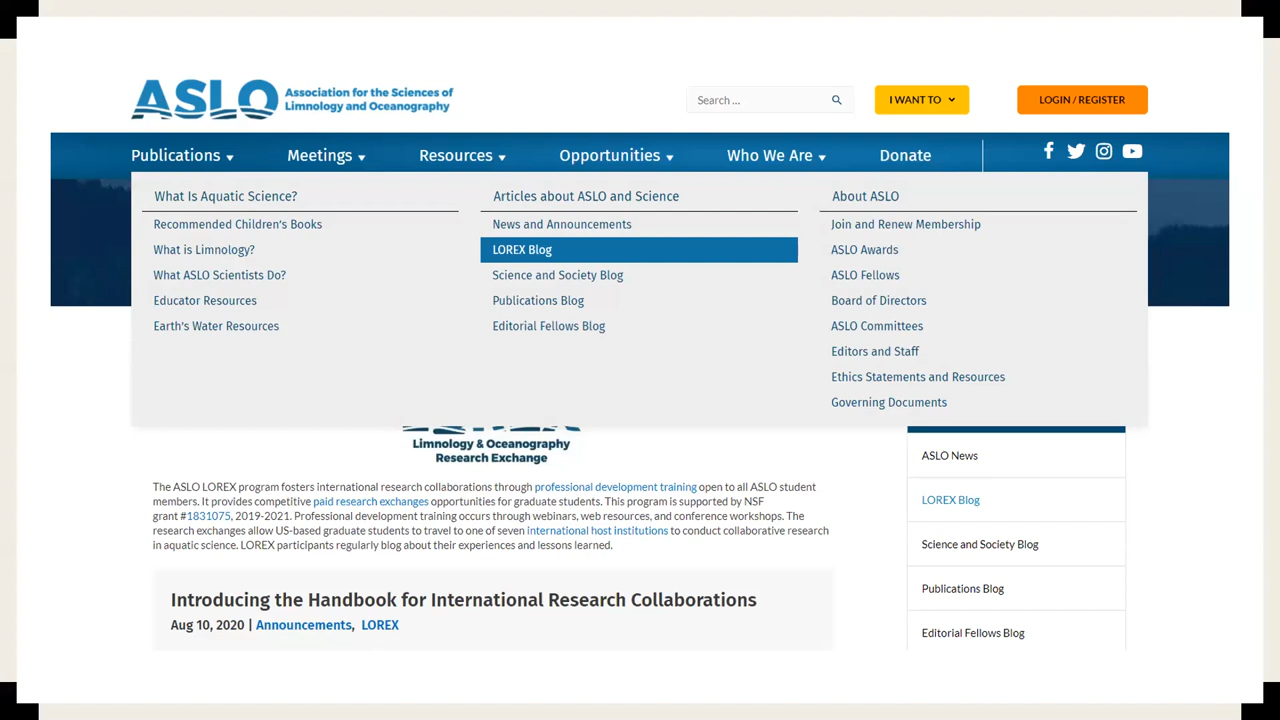 ASLO Association for the Sciences of
Limnology and Oceanography
Search ...
I WANT TO
LOGIN / REGISTER
Publications Meetings Resources Opportunities Who We Are Donate
What Is Aquatic Science?
Recommended Children's Books
What is Limnology?
What ASLO Scientists Do?
Educator Resources
Earth's Water Resources
Articles about ASLO and Science
News and Announcements
LOREX Blog
Science and Society Blog
Publications Blog
Editorial Fellows Blog
About ASLO
Join and Renew Membership
ASLO Awards
ASLO Fellows
Board of Directors
ASLO Committees
Editors and Staff
Ethics Statements and Resources
Governing Documents
Limnology & Oceanography
Research Exchange
The ASLO LOREX program fosters international research collaborations through professional development training open to all ASLO student
members. It provides competitive paid research exchanges opportunities for graduate students. This program is supported by NSF
grant #1831075, 2019-2021. Professional development training occurs through webinars, web resources, and conference workshops. The
research exchanges allow US-based graduate students to travel to one of seven international host institutions to conduct collaborative research
in aquatic science. LOREX participants regularly blog about their experiences and lessons learned.
Introducing the Handbook for International Research Collaborations
Aug 10, 2020 | Announcements, LOREX
ASLO News
LOREX Blog
Science and Society Blog
Publications Blog
Editorial Fellows Blog